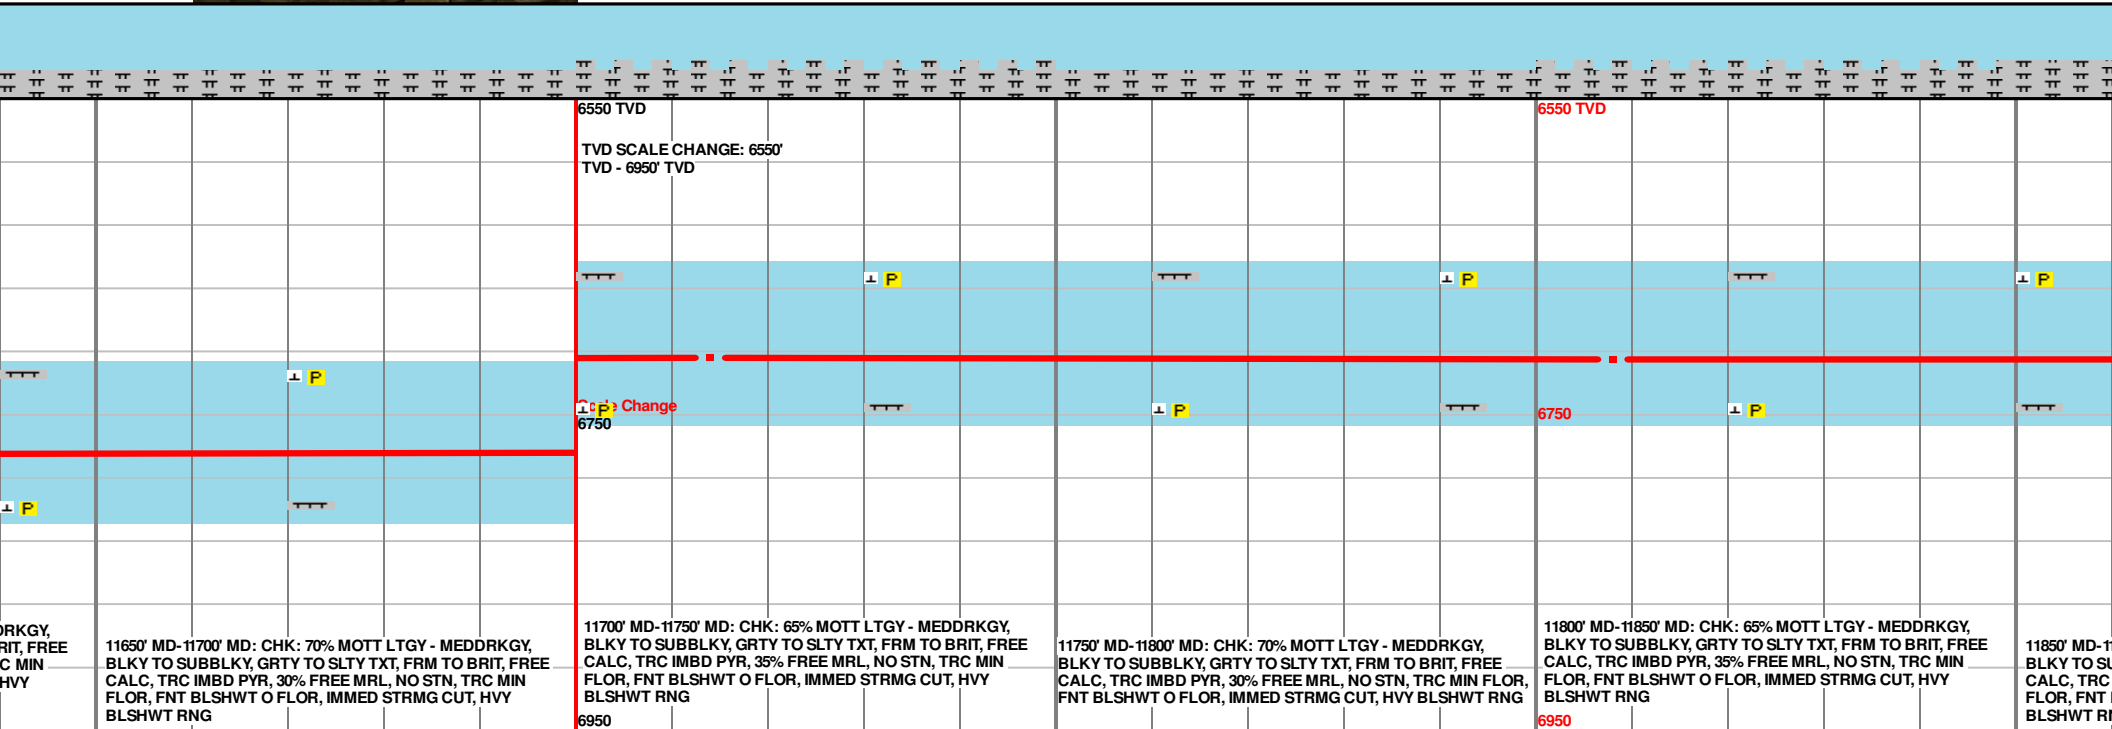 6550 TVD
6550 TVD
TVD SCALE CHANGE: 6550'
TVD - 6950' TVD
P
P
P
P
Scale Change
6750
6750
P
P
P
P
P
DRKGY,
RIT, FREE
C MIN
HVY
11650' MD-11700' MD: CHK: 70% MOTT LTGY - MEDDRKGY,
BLKY TO SUBBLKY, GRTY TO SLTY TXT, FRM TO BRIT, FREE
CALC, TRC IMBD PYR, 30% FREE MRL, NO STN, TRC MIN
FLOR, FNT BLSHWT O FLOR, IMMED STRMG CUT, HVY
BLSHWT RNG
11700' MD-11750' MD: CHK: 65% MOTT LTGY - MEDDRKGY,
BLKY TO SUBBLKY, GRTY TO SLTY TXT, FRM TO BRIT, FREE
CALC, TRC IMBD PYR, 35% FREE MRL, NO STN, TRC MIN
FLOR, FNT BLSHWT O FLOR, IMMED STRMG CUT, HVY
BLSHWT RNG
6950
11750' MD-11800' MD: CHK: 70% MOTT LTGY - MEDDRKGY,
BLKY TO SUBBLKY, GRTY TO SLTY TXT, FRM TO BRIT, FREE
CALC, TRC IMBD PYR, 30% FREE MRL, NO STN, TRC MIN FLOR,
FNT BLSHWT O FLOR, IMMED STRMG CUT, HVY BLSHWT RNG
11800' MD-11850' MD: CHK: 65% MOTT LTGY - MEDDRKGY,
BLKY TO SUBBLKY, GRTY TO SLTY TXT, FRM TO BRIT, FREE
CALC, TRC IMBD PYR, 35% FREE MRL, NO STN, TRC MIN
FLOR, FNT BLSHWT O FLOR, IMMED STRMG CUT, HVY
BLSHWT RNG
6950
11850' MD-1
BLKY TO SU
CALC, TRC
FLOR, FNT
BLSHWT R